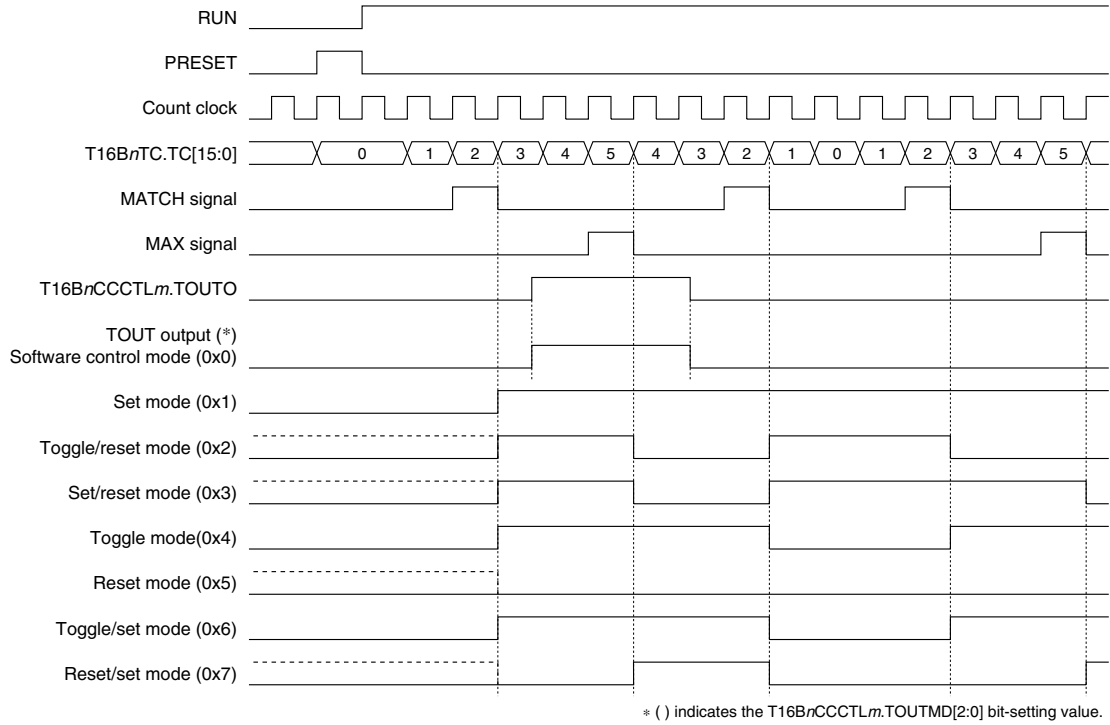 RUN
PRESET
Count clock
T16BnTC.TC[15:0] 0 1 2 3 4 5 4 3 2 1 0 1 2 3 4 5
MATCH signal
MAX signal
T16BnCCCTLm.TOUTO
TOUT output (*)
Software control mode (0x0)
Set mode (0x1)
Toggle/reset mode (0x2)
Set/reset mode (0x3)
Toggle mode(0x4)
Reset mode (0x5)
Toggle/set mode (0x6)
Reset/set mode (0x7)
* ( ) indicates the T16BnCCCTLm.TOUTMD[2:0] bit-setting value.